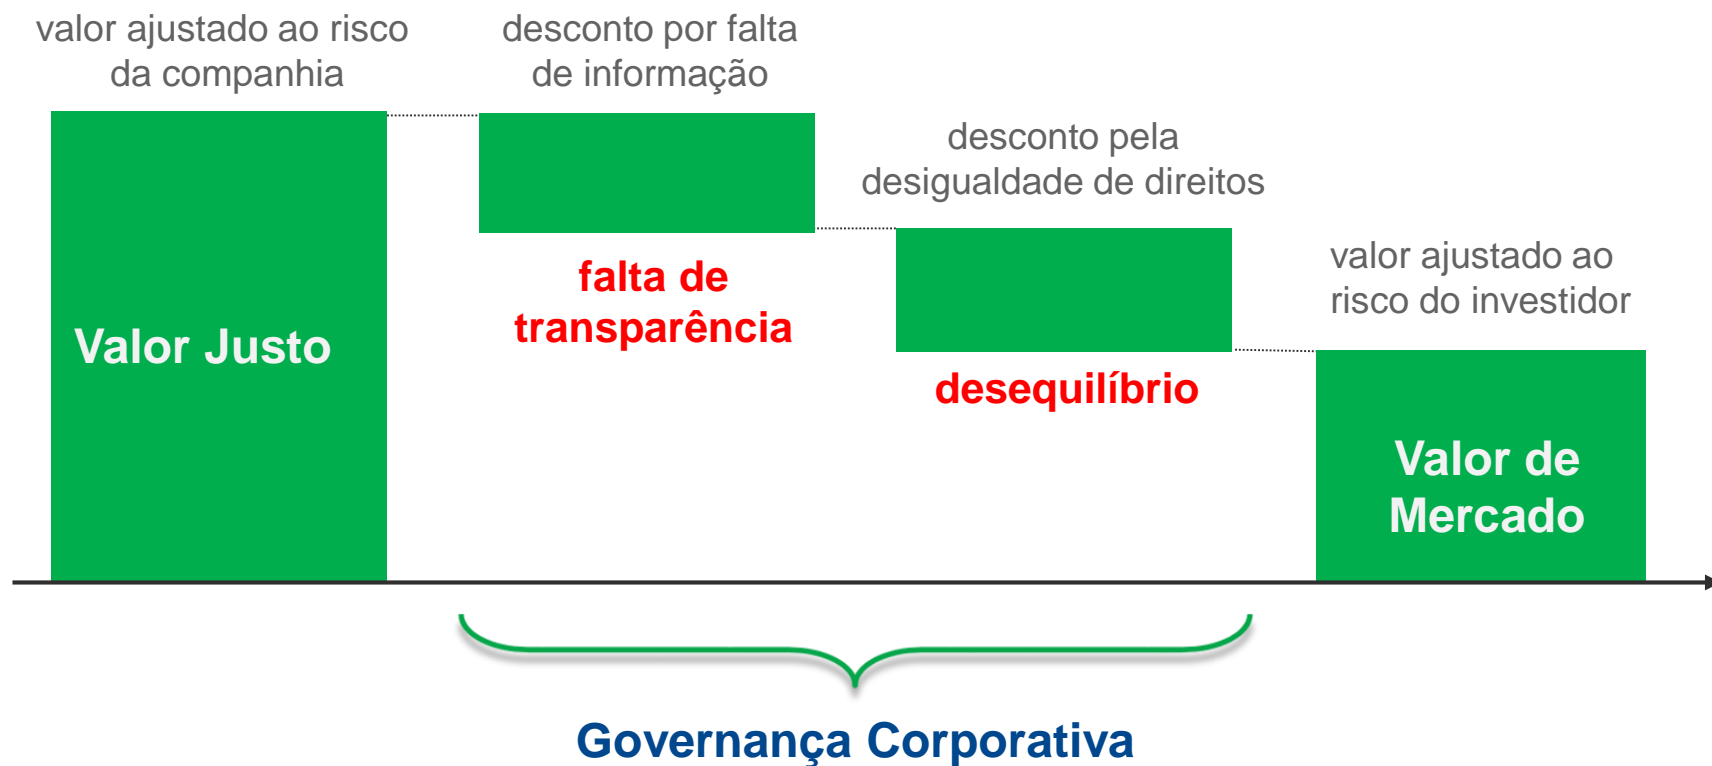 valor ajustado ao risco
da companhia
desconto por falta
de informação
desconto pela
desigualdade de direitos
valor ajustado ao
risco do investidor
falta de
transparência
Valor Justo
desequilíbrio
Valor de
Mercado
Governança Corporativa